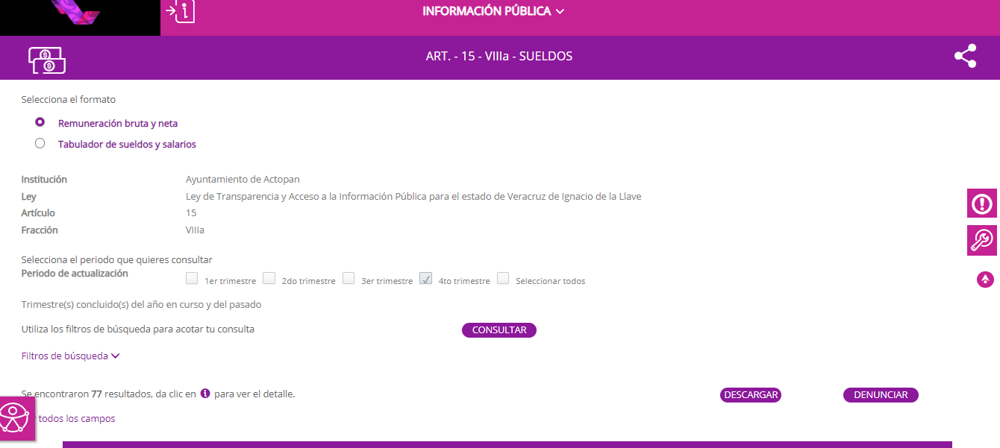 INFORMACIÓN PÚBLICA
ART. - 15 - VIIIa - SUELDOS
Selecciona el formato
Remuneración bruta y neta
Tabulador de sueldos y salarios
Institución Ayuntamiento de Actopan
Ley Ley de Transparencia y Acceso a la Información Pública para el estado de Veracruz de Ignacio de la Llave
Artículo 15
Fracción VIIIa
Selecciona el periodo que quieres consultar
Periodo de actualización
1er trimestre 2do trimestre 3er trimestre 4to trimestre Seleccionar todos
Trimestre(s) concluido(s) del año en curso y del pasado
Utiliza los filtros de búsqueda para acotar tu consulta CONSULTAR
Filtros de búsqueda
Se encontraron 77 resultados, da clic en i para ver el detalle. DESCARGAR DENUNCIAR
todos los campos